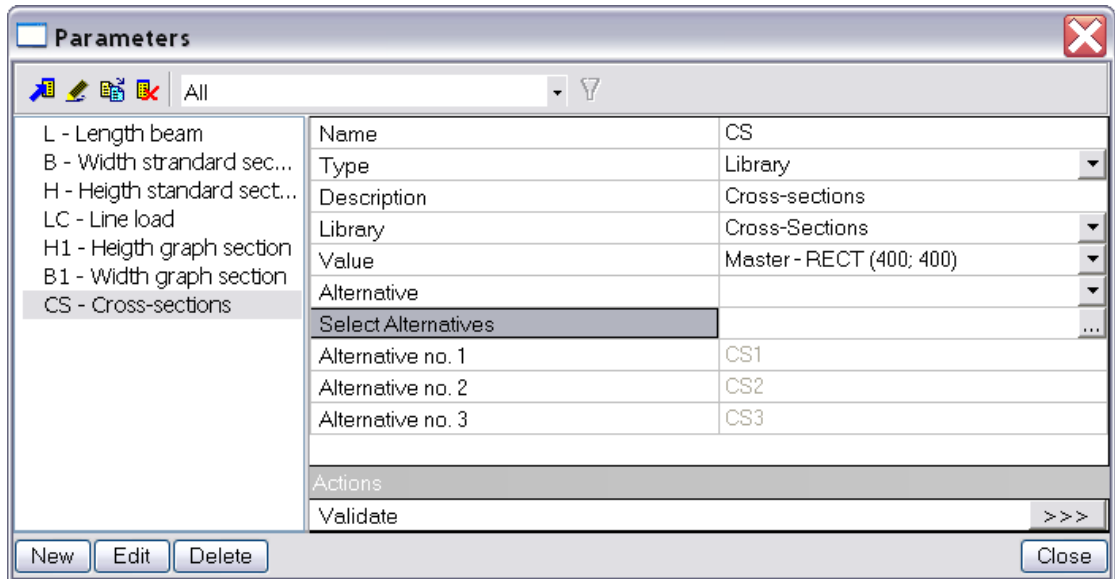 Parameters
All
L - Length beam
B - Width strandard sec...
H - Heigth standard sect...
LC - Line load
H1 - Heigth graph section
B1 - Width graph section
CS - Cross-sections
Name CS
Type Library
Description Cross-sections
Library Cross-Sections
Value Master - RECT (400; 400)
Alternative
Select Alternatives ...
Alternative no. 1 CS1
Alternative no. 2 CS2
Alternative no. 3 CS3
Actions
Validate >>>
New Edit Delete Close